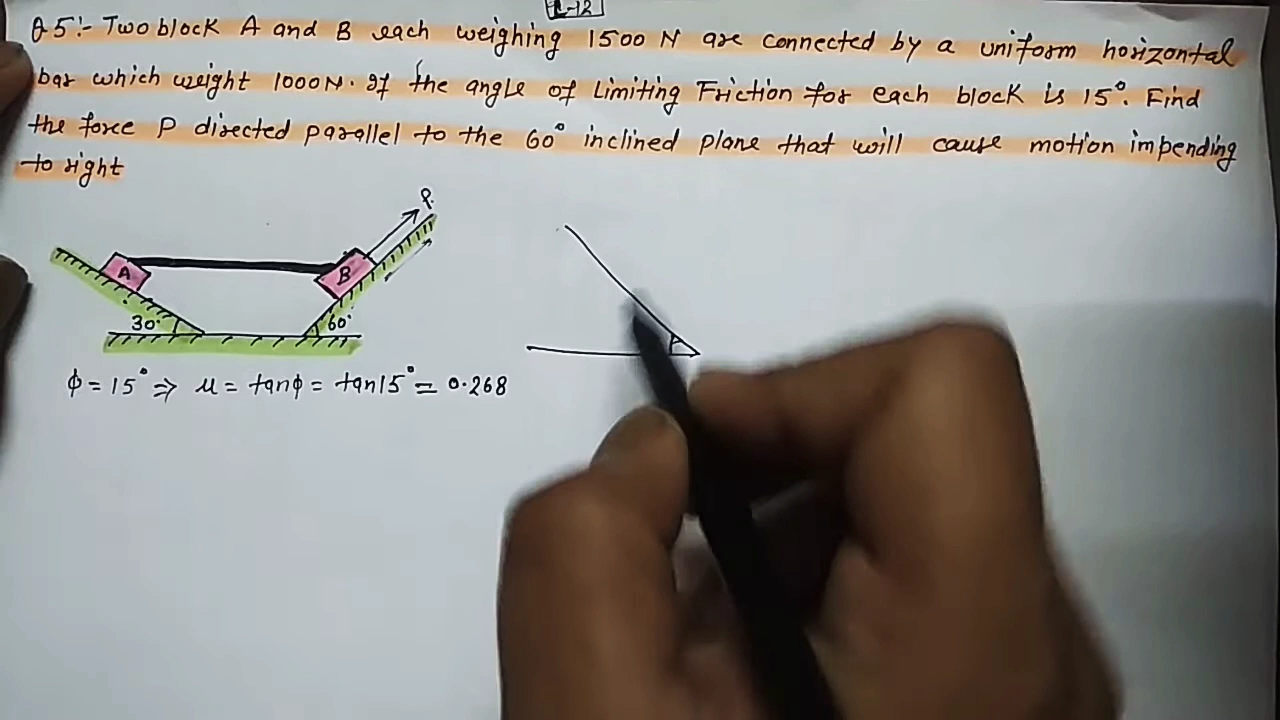 L-12
Q5:- Two block A and B each weighing 1500 N are connected by a uniform horizontal
bar which weight 1000N. If the angle of Limiting Friction for each block is 15°. Find
the force P directed parallel to the 60° inclined plane that will cause motion impending
to right
P.
A
B
30°
60°
φ = 15° ⇒ μ = tanφ = tan15° = 0.268